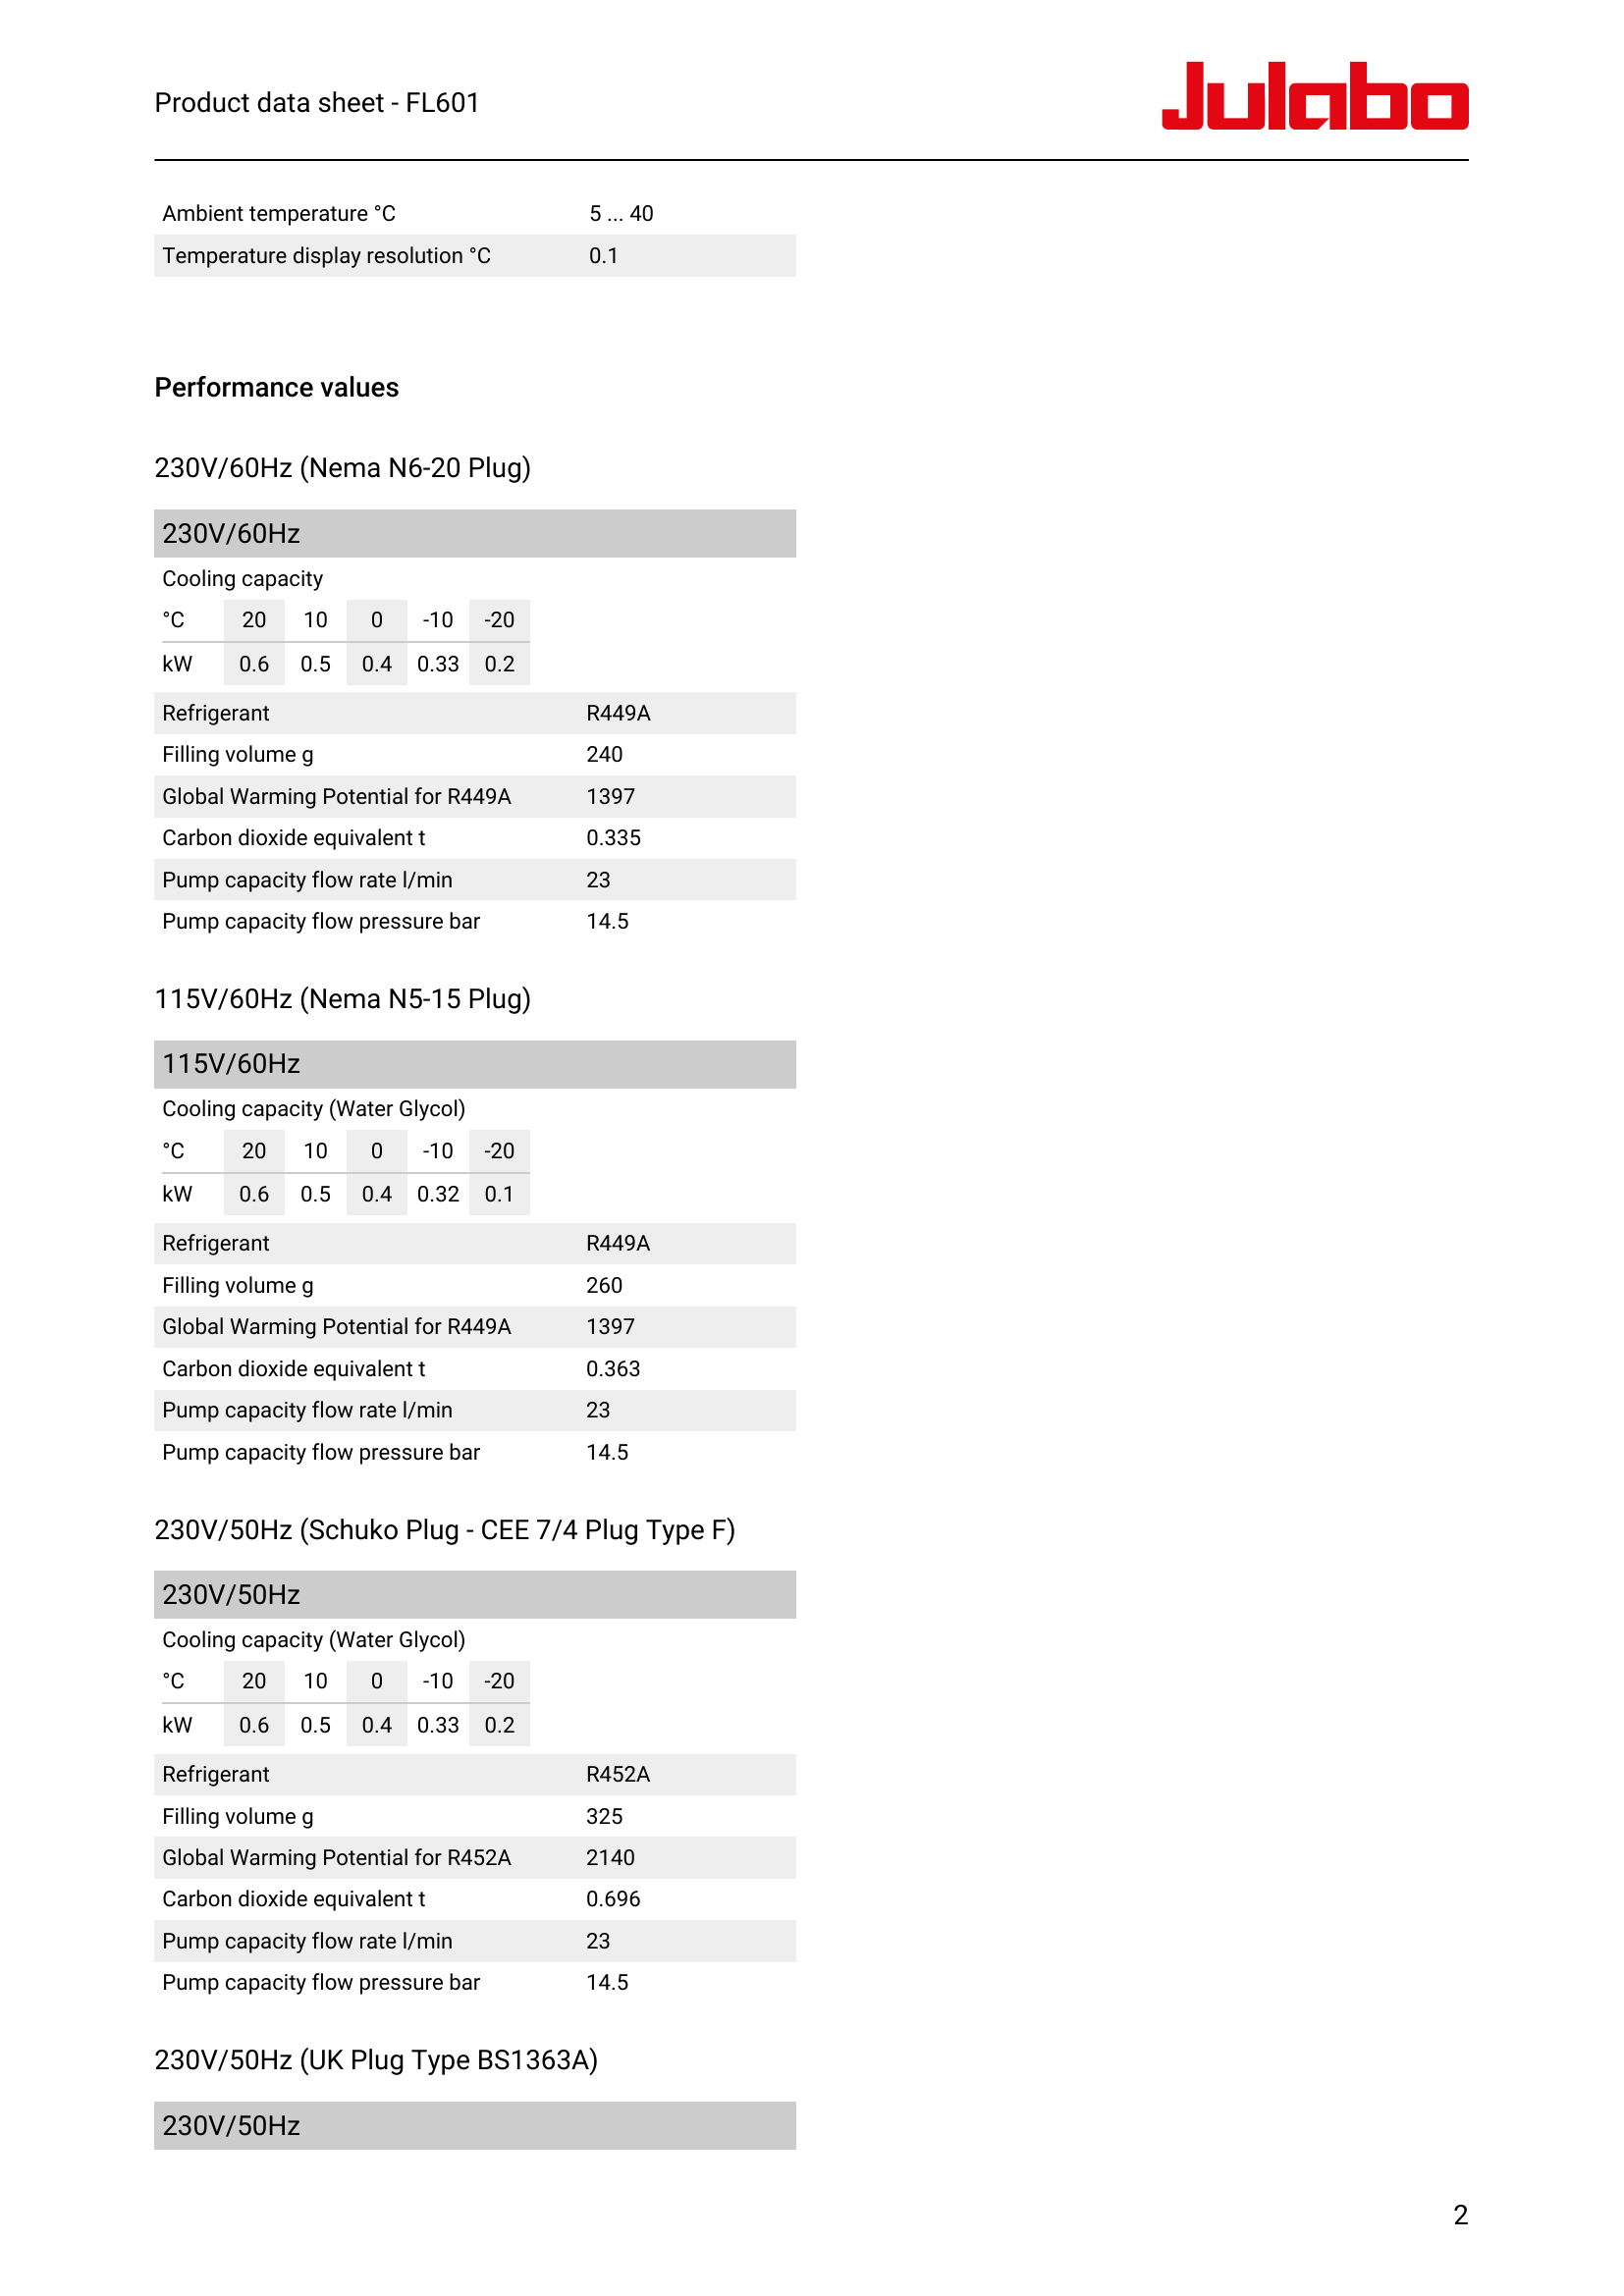 Product data sheet - FL601
Julabo
Ambient temperature °C 5 ... 40
Temperature display resolution °C 0.1
Performance values
230V/60Hz (Nema N6-20 Plug)
230V/60Hz
Cooling capacity
°C 20 10 0 -10 -20
kW 0.6 0.5 0.4 0.33 0.2
Refrigerant R449A
Filling volume g 240
Global Warming Potential for R449A 1397
Carbon dioxide equivalent t 0.335
Pump capacity flow rate l/min 23
Pump capacity flow pressure bar 14.5
115V/60Hz (Nema N5-15 Plug)
115V/60Hz
Cooling capacity (Water Glycol)
°C 20 10 0 -10 -20
kW 0.6 0.5 0.4 0.32 0.1
Refrigerant R449A
Filling volume g 260
Global Warming Potential for R449A 1397
Carbon dioxide equivalent t 0.363
Pump capacity flow rate l/min 23
Pump capacity flow pressure bar 14.5
230V/50Hz (Schuko Plug - CEE 7/4 Plug Type F)
230V/50Hz
Cooling capacity (Water Glycol)
°C 20 10 0 -10 -20
kW 0.6 0.5 0.4 0.33 0.2
Refrigerant R452A
Filling volume g 325
Global Warming Potential for R452A 2140
Carbon dioxide equivalent t 0.696
Pump capacity flow rate l/min 23
Pump capacity flow pressure bar 14.5
230V/50Hz (UK Plug Type BS1363A)
230V/50Hz
2